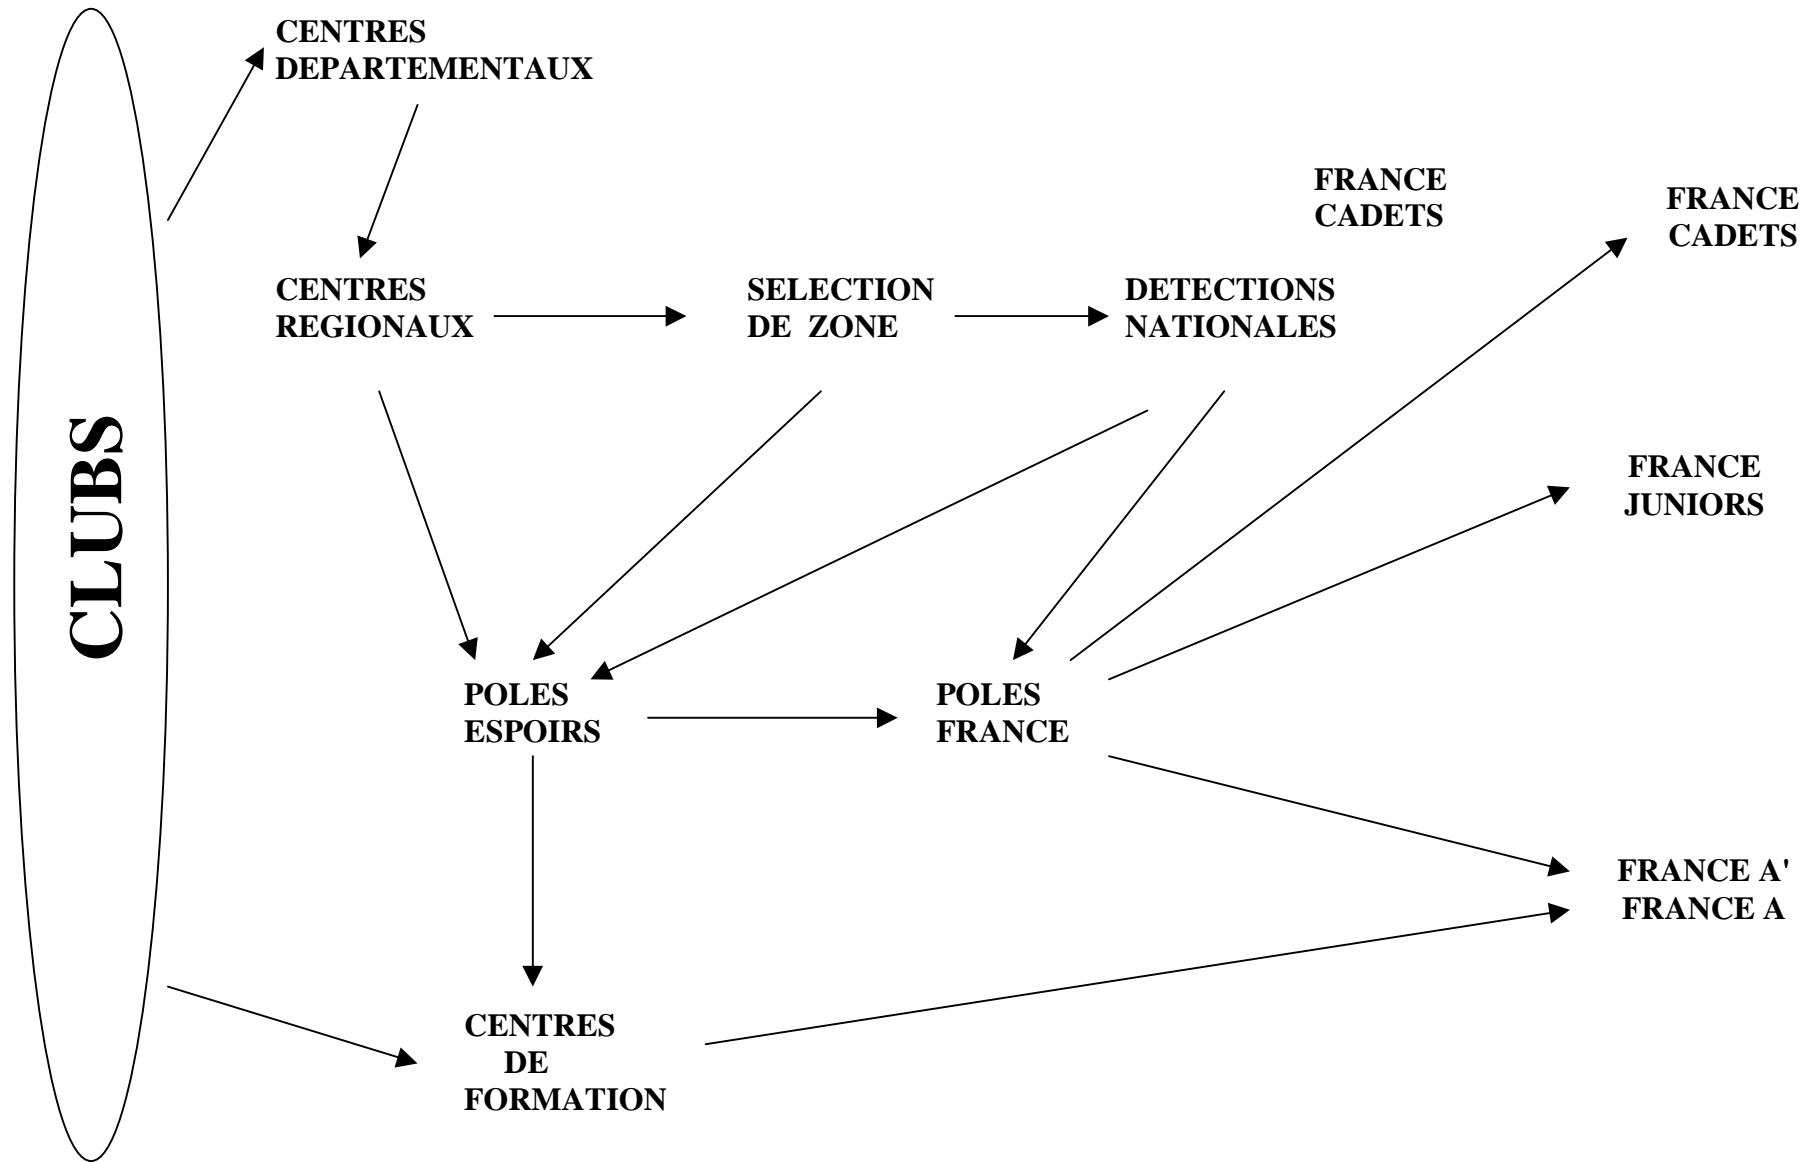 CENTRES
DEPARTEMENTAUX
FRANCE
CADETS
FRANCE
CADETS
CENTRES
REGIONAUX
SELECTION
DE ZONE
DETECTIONS
NATIONALES
CLUBS
FRANCE
JUNIORS
POLES
ESPOIRS
POLES
FRANCE
FRANCE A'
FRANCE A
CENTRES
DE
FORMATION